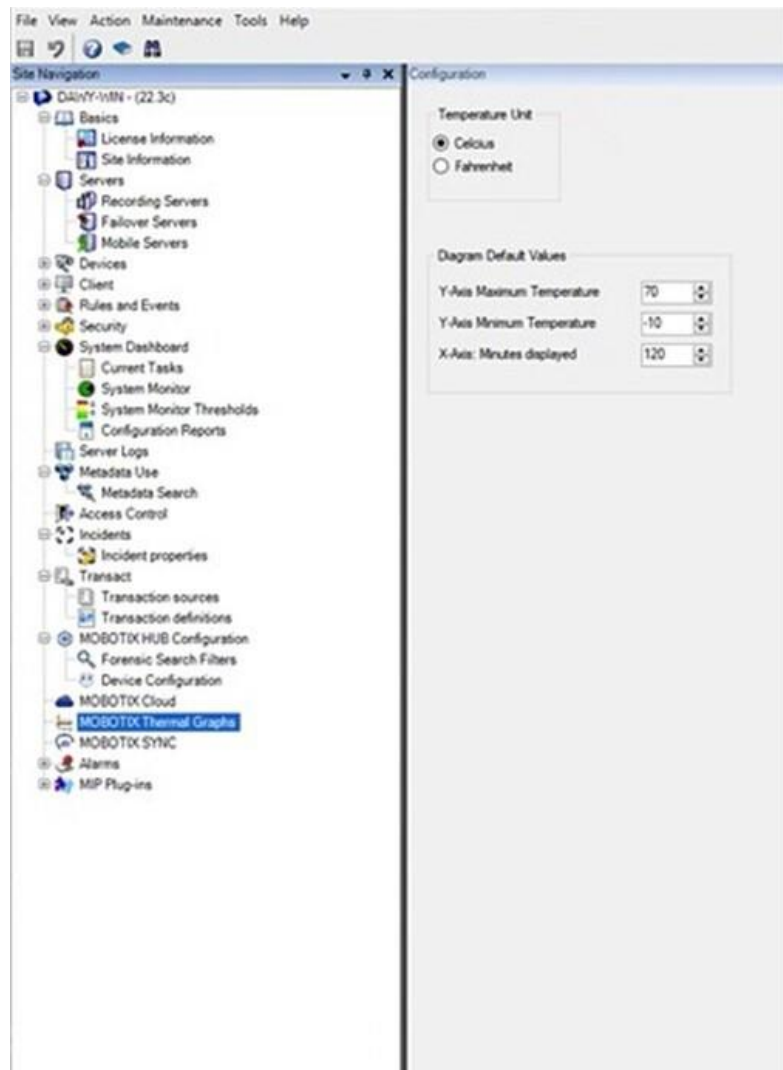 File View Action Maintenance Tools Help
Site Navigation
DAWY-WIN - (22.3c)
Basics
License Information
Site Information
Servers
Recording Servers
Failover Servers
Mobile Servers
Devices
Client
Rules and Events
Security
System Dashboard
Current Tasks
System Monitor
System Monitor Thresholds
Configuration Reports
Server Logs
Metadata Use
Metadata Search
Access Control
Incidents
Incident properties
Transact
Transaction sources
Transaction definitions
MOBOTIX HUB Configuration
Forensic Search Filters
Device Configuration
MOBOTIX Cloud
MOBOTIX Thermal Graphs
MOBOTIX SYNC
Alarms
MIP Plug-ins
Configuration
Temperature Unit
Celcius
Fahrenheit
Diagram Default Values
Y-Axis Maximum Temperature 70
Y-Axis Minimum Temperature -10
X-Axis: Minutes displayed 120